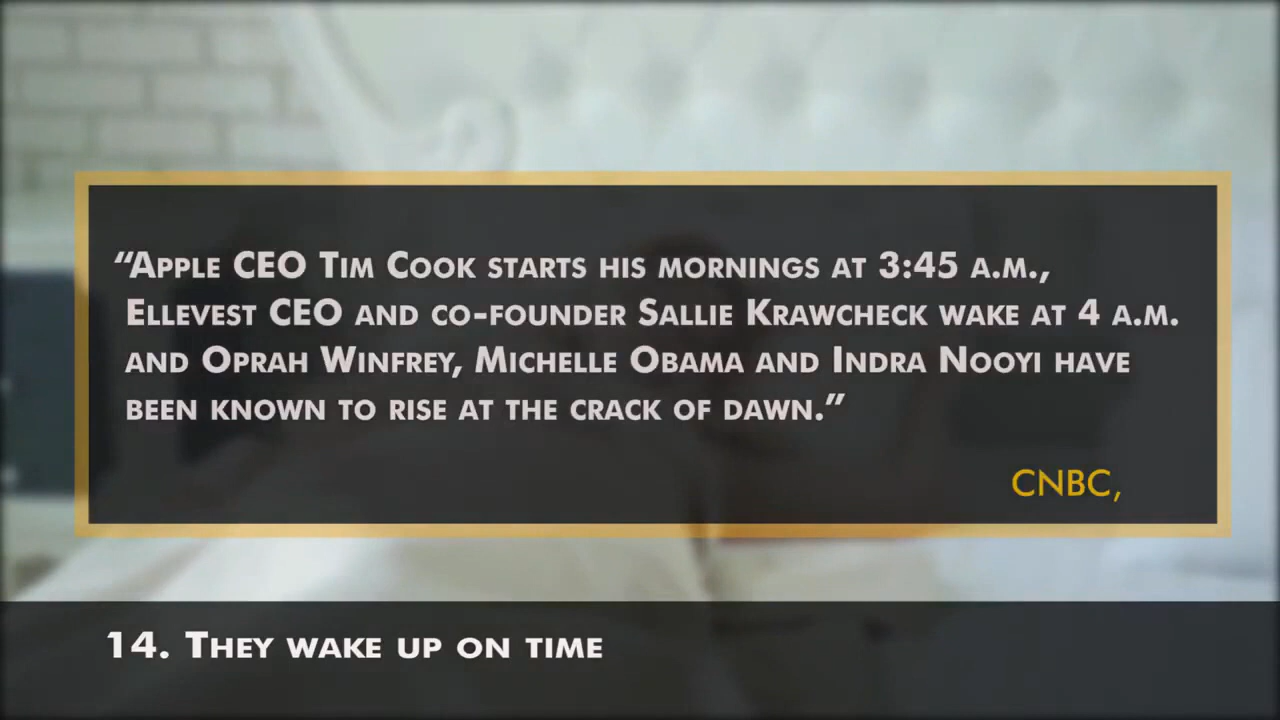 “Apple CEO Tim Cook starts his mornings at 3:45 a.m.,
Ellevest CEO and co-founder Sallie Krawcheck wake at 4 a.m.
and Oprah Winfrey, Michelle Obama and Indra Nooyi have
been known to rise at the crack of dawn.”
CNBC,
14. They wake up on time